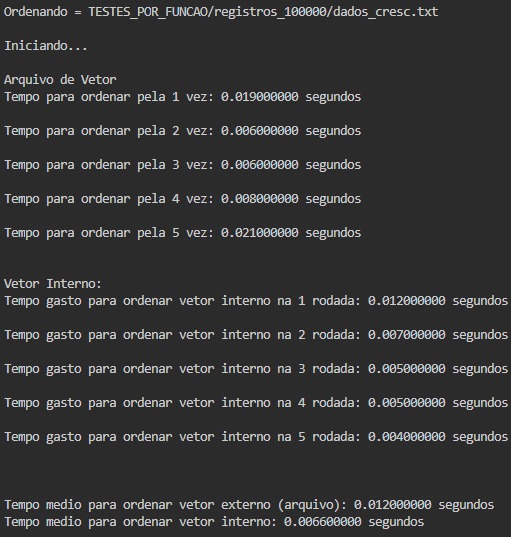 Ordenando = TESTES_POR_FUNCAO/registros_100000/dados_cresc.txt
Iniciando...
Arquivo de Vetor
Tempo para ordenar pela 1 vez: 0.019000000 segundos
Tempo para ordenar pela 2 vez: 0.006000000 segundos
Tempo para ordenar pela 3 vez: 0.006000000 segundos
Tempo para ordenar pela 4 vez: 0.008000000 segundos
Tempo para ordenar pela 5 vez: 0.021000000 segundos
Vetor Interno:
Tempo gasto para ordenar vetor interno na 1 rodada: 0.012000000 segundos
Tempo gasto para ordenar vetor interno na 2 rodada: 0.007000000 segundos
Tempo gasto para ordenar vetor interno na 3 rodada: 0.005000000 segundos
Tempo gasto para ordenar vetor interno na 4 rodada: 0.005000000 segundos
Tempo gasto para ordenar vetor interno na 5 rodada: 0.004000000 segundos
Tempo medio para ordenar vetor externo (arquivo): 0.012000000 segundos
Tempo medio para ordenar vetor interno: 0.006600000 segundos